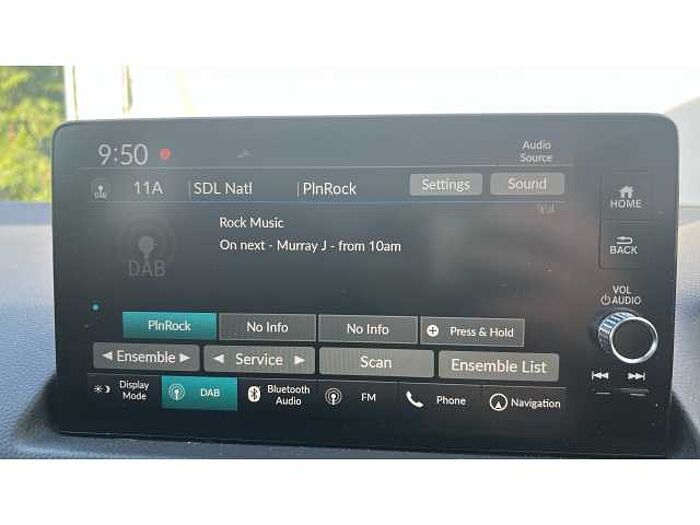 9:50
Audio
Source
DAB 11A SDL Natl PlnRock Settings Sound
HOME
Rock Music
On next - Murray J - from 10am
DAB
BACK
VOL
AUDIO
PlnRock No Info No Info Press & Hold
Ensemble Service Scan Ensemble List
Display
Mode
DAB
Bluetooth
Audio
FM
Phone
Navigation